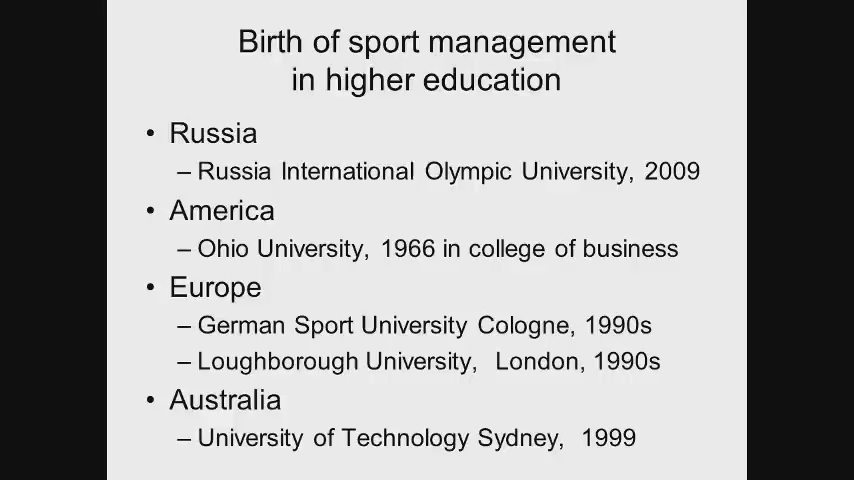 Birth of sport management
in higher education
• Russia
– Russia International Olympic University, 2009
• America
– Ohio University, 1966 in college of business
• Europe
– German Sport University Cologne, 1990s
– Loughborough University, London, 1990s
• Australia
– University of Technology Sydney, 1999